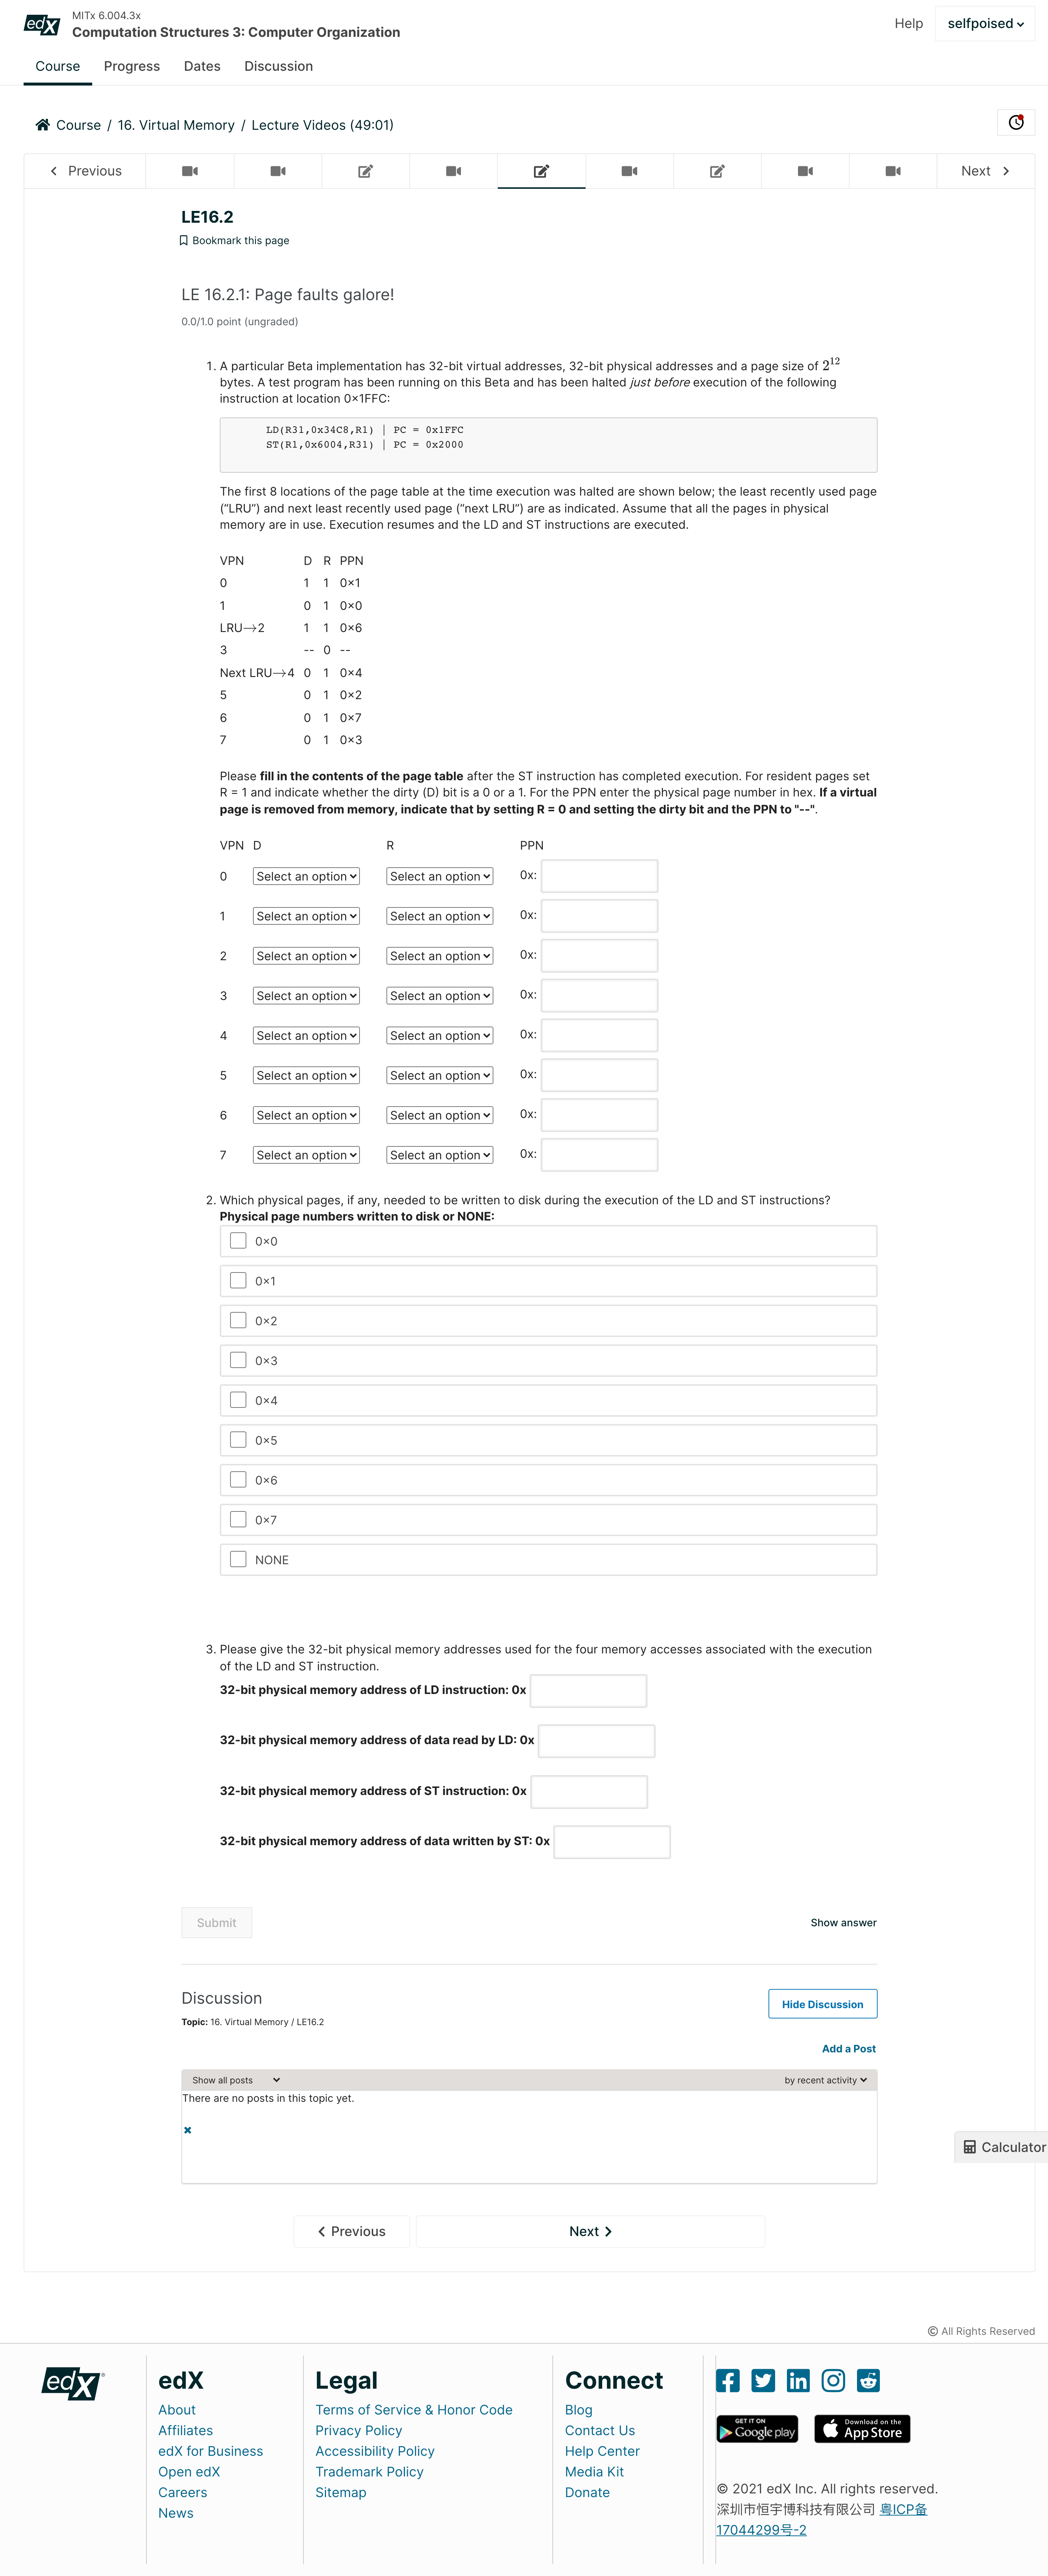 edX
MITx 6.004.3x
Computation Structures 3: Computer Organization
Help
selfpoised
Course
Progress
Dates
Discussion
Course / 16. Virtual Memory / Lecture Videos (49:01)
Previous
Next
LE16.2
Bookmark this page
LE 16.2.1: Page faults galore!
0.0/1.0 point (ungraded)
1. A particular Beta implementation has 32-bit virtual addresses, 32-bit physical addresses and a page size of 2^12
bytes. A test program has been running on this Beta and has been halted just before execution of the following
instruction at location 0×1FFC:
LD(R31,0x34C8,R1) | PC = 0x1FFC
ST(R1,0x6004,R31) | PC = 0x2000
The first 8 locations of the page table at the time execution was halted are shown below; the least recently used page
(“LRU”) and next least recently used page (“next LRU”) are as indicated. Assume that all the pages in physical
memory are in use. Execution resumes and the LD and ST instructions are executed.
VPN D R PPN
0 1 1 0×1
1 0 1 0×0
LRU→2 1 1 0×6
3 -- 0 --
Next LRU→4 0 1 0×4
5 0 1 0×2
6 0 1 0×7
7 0 1 0×3
Please fill in the contents of the page table after the ST instruction has completed execution. For resident pages set
R = 1 and indicate whether the dirty (D) bit is a 0 or a 1. For the PPN enter the physical page number in hex. If a virtual
page is removed from memory, indicate that by setting R = 0 and setting the dirty bit and the PPN to "--".
VPN D R PPN
0 Select an option Select an option 0x:
1 Select an option Select an option 0x:
2 Select an option Select an option 0x:
3 Select an option Select an option 0x:
4 Select an option Select an option 0x:
5 Select an option Select an option 0x:
6 Select an option Select an option 0x:
7 Select an option Select an option 0x:
2. Which physical pages, if any, needed to be written to disk during the execution of the LD and ST instructions?
Physical page numbers written to disk or NONE:
0×0
0×1
0×2
0×3
0×4
0×5
0×6
0×7
NONE
3. Please give the 32-bit physical memory addresses used for the four memory accesses associated with the execution
of the LD and ST instruction.
32-bit physical memory address of LD instruction: 0x
32-bit physical memory address of data read by LD: 0x
32-bit physical memory address of ST instruction: 0x
32-bit physical memory address of data written by ST: 0x
Submit
Show answer
Discussion
Hide Discussion
Topic: 16. Virtual Memory / LE16.2
Add a Post
Show all posts
by recent activity
There are no posts in this topic yet.
Calculator
Previous
Next
© All Rights Reserved
edX
edX
About
Affiliates
edX for Business
Open edX
Careers
News
Legal
Terms of Service & Honor Code
Privacy Policy
Accessibility Policy
Trademark Policy
Sitemap
Connect
Blog
Contact Us
Help Center
Media Kit
Donate
GET IT ON
Google play
Download on the
App Store
© 2021 edX Inc. All rights reserved.
深圳市恒宇博科技有限公司 粤ICP备
17044299号-2